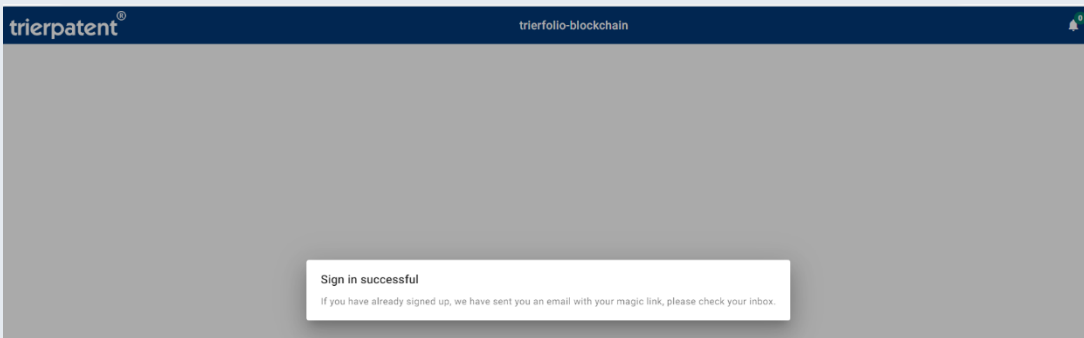 trierpatent®
trierfolio-blockchain
0
Sign in successful
If you have already signed up, we have sent you an email with your magic link, please check your inbox.